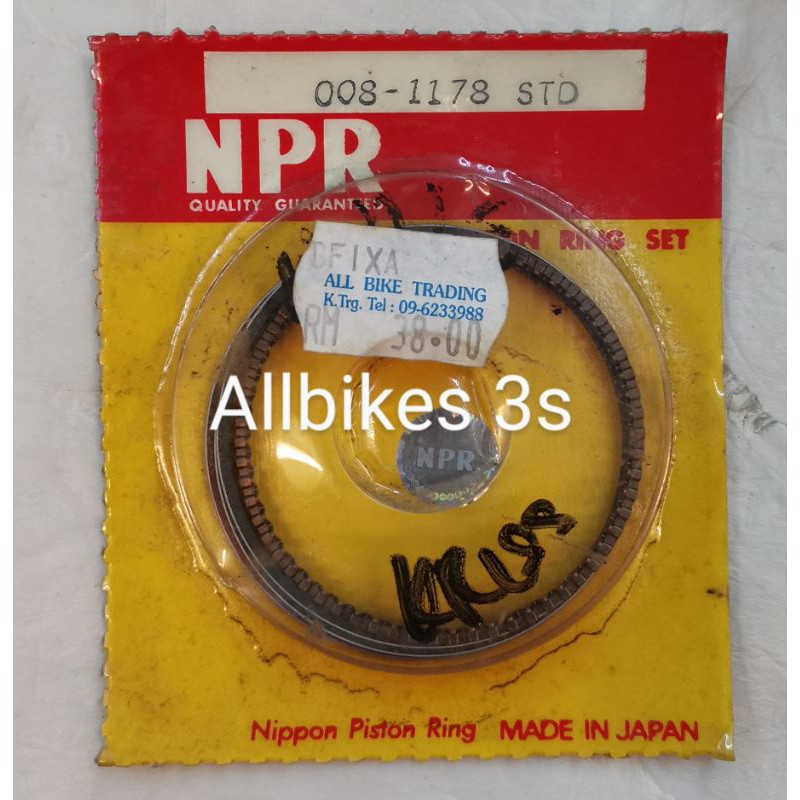 008-1178 STD
NPR
QUALITY GUARANTEES
RING SET
DFIXA
ALL BIKE TRADING
K.Trg. Tel : 09-6233988
RM 38.00
Allbikes 3s
NPR
Nippon Piston Ring MADE IN JAPAN